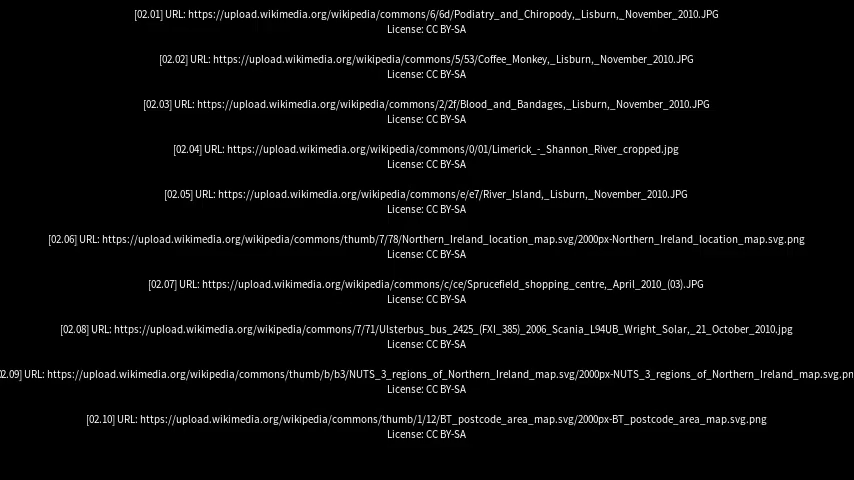 [02.01] URL: https://upload.wikimedia.org/wikipedia/commons/6/6d/Podiatry_and_Chiropody,_Lisburn,_November_2010.JPG
License: CC BY-SA
[02.02] URL: https://upload.wikimedia.org/wikipedia/commons/5/53/Coffee_Monkey,_Lisburn,_November_2010.JPG
License: CC BY-SA
[02.03] URL: https://upload.wikimedia.org/wikipedia/commons/2/2f/Blood_and_Bandages,_Lisburn,_November_2010.JPG
License: CC BY-SA
[02.04] URL: https://upload.wikimedia.org/wikipedia/commons/0/01/Limerick_-_Shannon_River_cropped.jpg
License: CC BY-SA
[02.05] URL: https://upload.wikimedia.org/wikipedia/commons/e/e7/River_Island,_Lisburn,_November_2010.JPG
License: CC BY-SA
[02.06] URL: https://upload.wikimedia.org/wikipedia/commons/thumb/7/78/Northern_Ireland_location_map.svg/2000px-Northern_Ireland_location_map.svg.png
License: CC BY-SA
[02.07] URL: https://upload.wikimedia.org/wikipedia/commons/c/ce/Sprucefield_shopping_centre,_April_2010_(03).JPG
License: CC BY-SA
[02.08] URL: https://upload.wikimedia.org/wikipedia/commons/7/71/Ulsterbus_bus_2425_(FXI_385)_2006_Scania_L94UB_Wright_Solar,_21_October_2010.jpg
License: CC BY-SA
02.09] URL: https://upload.wikimedia.org/wikipedia/commons/thumb/b/b3/NUTS_3_regions_of_Northern_Ireland_map.svg/2000px-NUTS_3_regions_of_Northern_Ireland_map.svg.pn
License: CC BY-SA
[02.10] URL: https://upload.wikimedia.org/wikipedia/commons/thumb/1/12/BT_postcode_area_map.svg/2000px-BT_postcode_area_map.svg.png
License: CC BY-SA